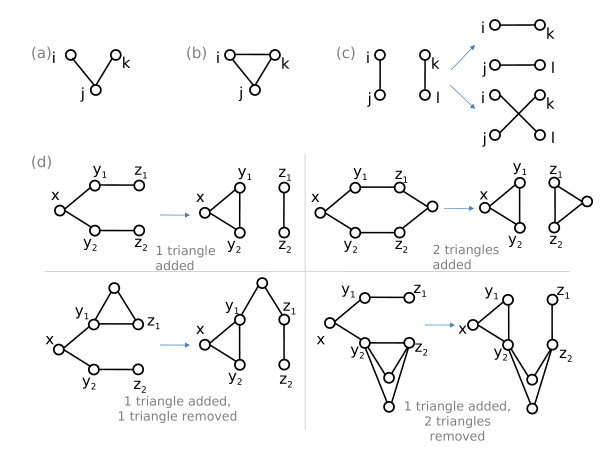 (a) i k j
(b) i k j
(c) i k j l
i k
j l
i k
j l
(d)
x y1 z1 y2 z2
x y1 z1 y2 z2
1 triangle
added
x y1 z1 y2 z2
x y1 z1 y2 z2
2 triangles
added
x y1 z1 y2 z2
x y1 z1 y2 z2
1 triangle added,
1 triangle removed
x y1 z1 y2 z2
x y1 z1 y2 z2
1 triangle added,
2 triangles
removed